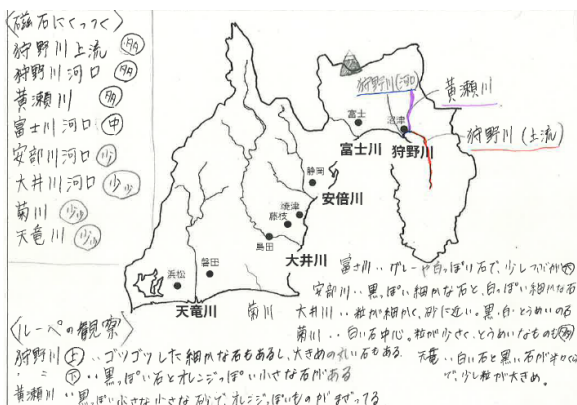 〈磁石にくっつく〉
狩野川上流 多
狩野川河口 多
黄瀬川 多
富士川河口 中
安部川河口 少
大井川河口 少
菊川 少
天竜川 少
狩野川(河口)
黄瀬川
狩野川(上流)
富士
沼津
富士川
狩野川
静岡
安倍川
焼津
藤枝
島田
大井川
浜松
磐田
天竜川
菊川
富士川‥グレーや白っぽい石で、少し
安部川‥黒っぽい細かな石と、白っぽい細かな石
大井川‥粒が細かく、砂に近い。黒・白・とうめいの石
菊川‥白い石中心。粒が少さく、とうめいなものも多
天竜‥白い石と黒い石が
で、少し粒が大きめ。
〈ルーペの観察〉
狩野川 上‥ゴツゴツした細かな石もあるし、大きめの丸い石もある。
〃 下‥黒っぽい石とオレンジっぽい小さな石がある
黄瀬川‥黒っぽい小さな小さな砂で、オレンジっぽいものがまざってる